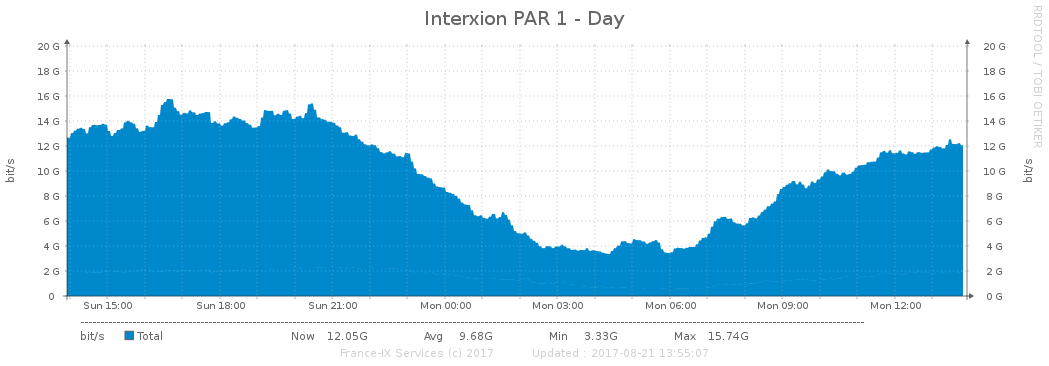 Interxion PAR 1 - Day
RRDTOOL / TOBI OETIKER
20 G 20 G
18 G 18 G
16 G 16 G
14 G 14 G
12 G 12 G
10 G 10 G
8 G 8 G
6 G 6 G
4 G 4 G
2 G 2 G
0 0 G
bit/s
bit/s
Sun 15:00 Sun 18:00 Sun 21:00 Mon 00:00 Mon 03:00 Mon 06:00 Mon 09:00 Mon 12:00
bit/s Total Now 12.05G Avg 9.68G Min 3.33G Max 15.74G
France-IX Services (c) 2017 Updated : 2017-08-21 13:55:07